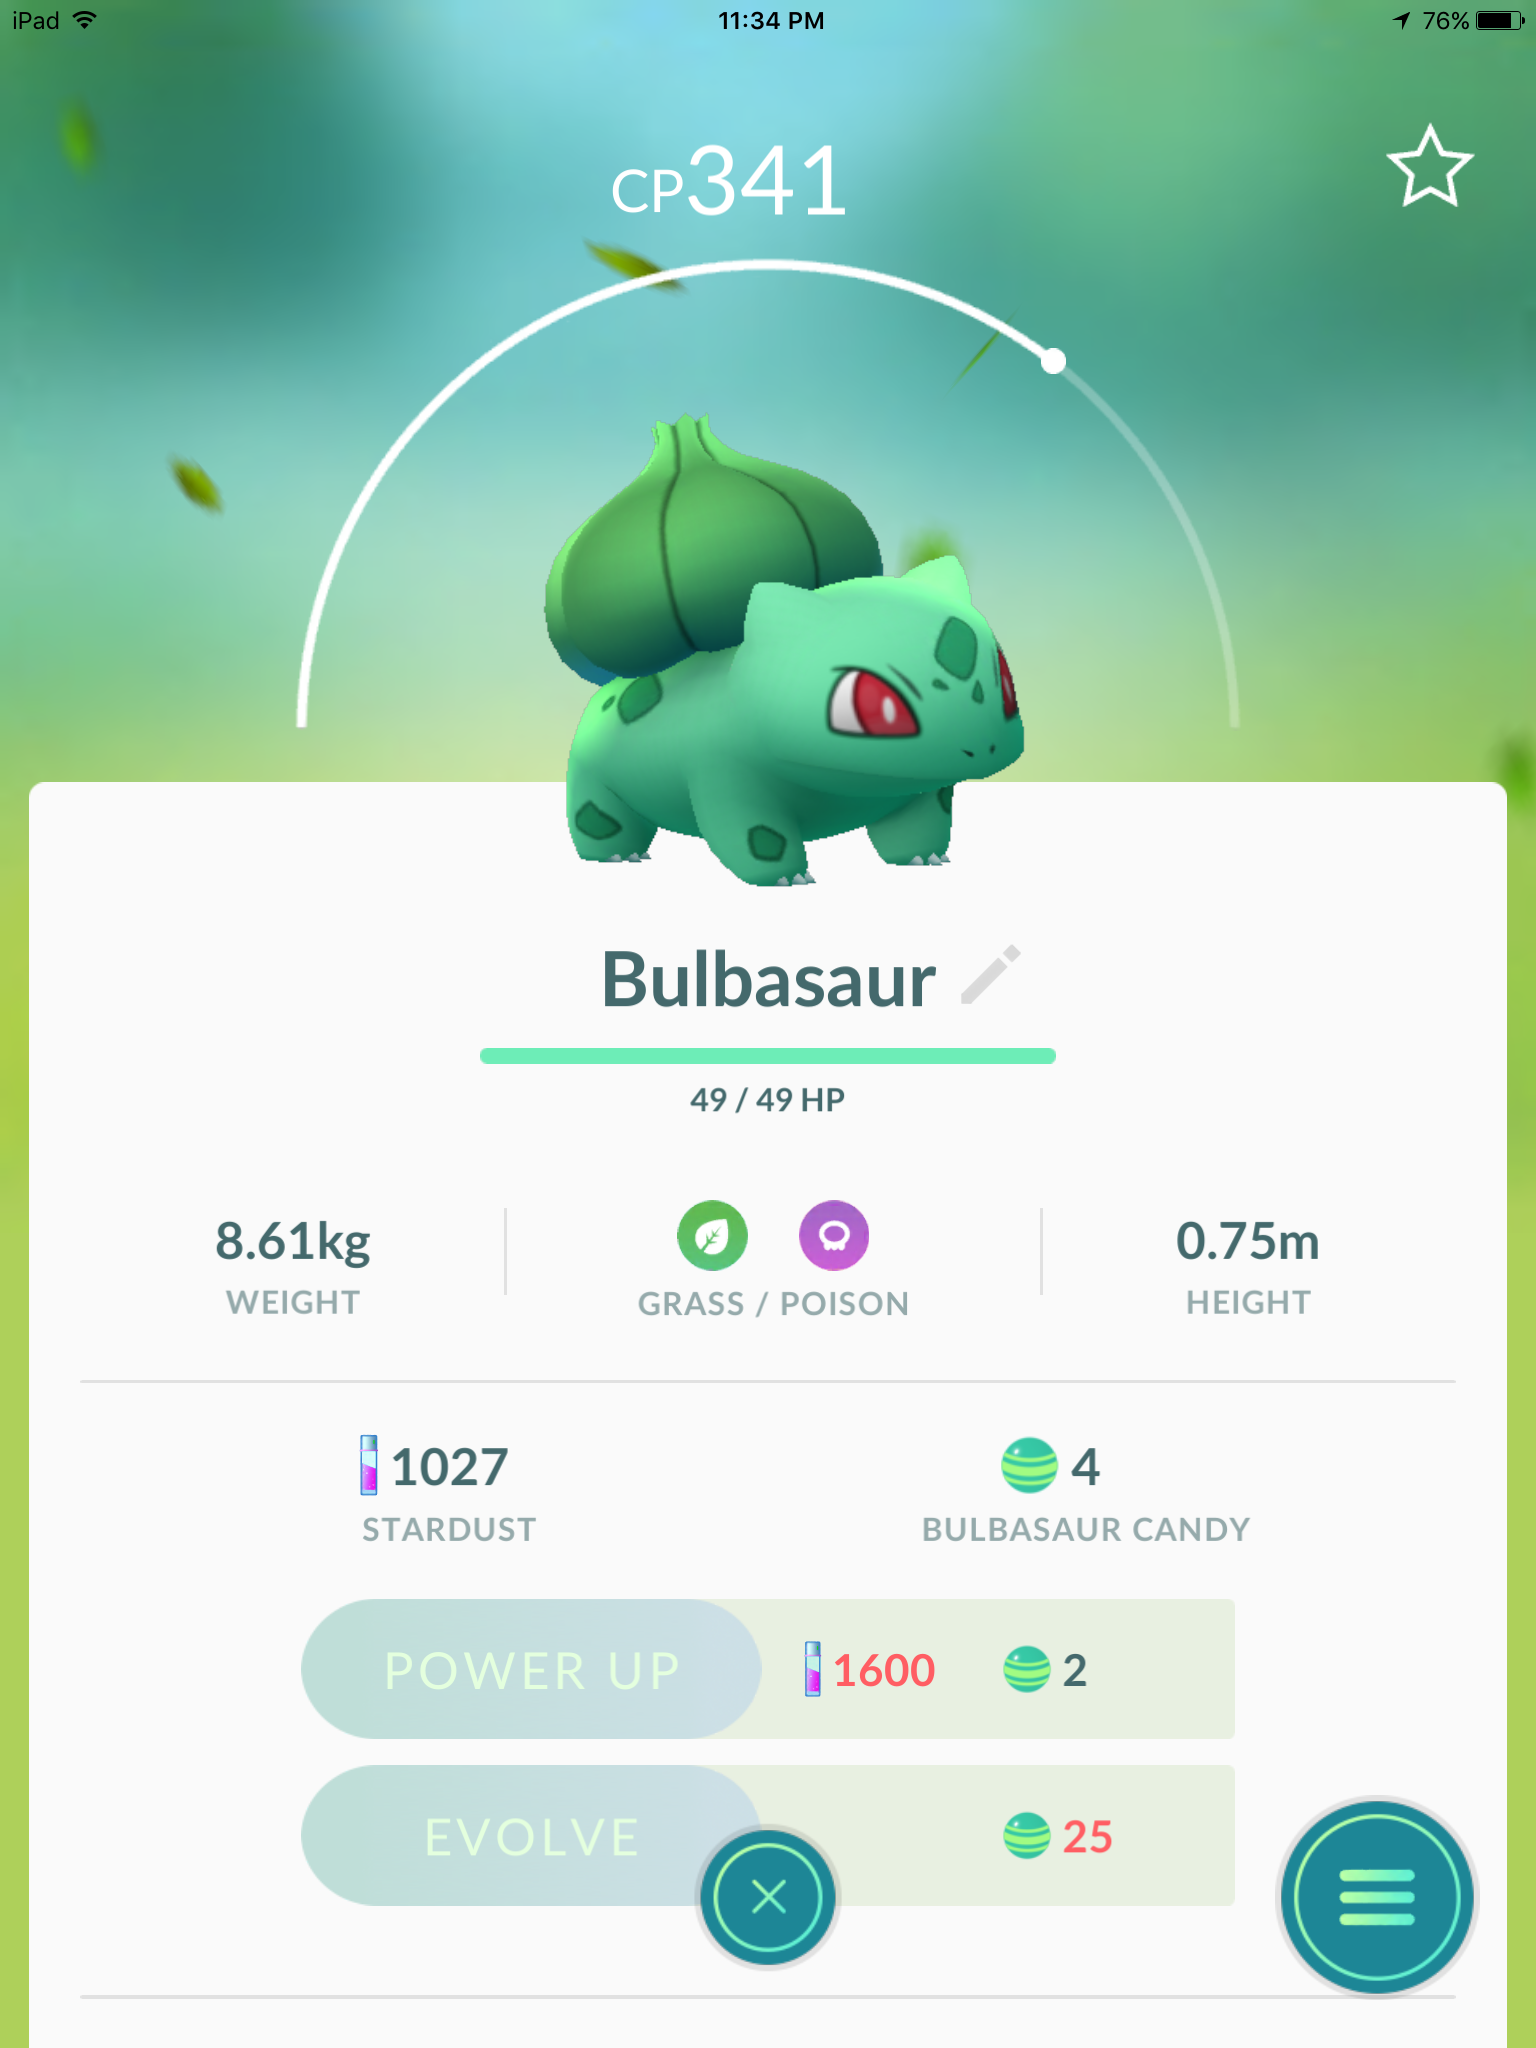 iPad 11:34 PM 76%
CP341
Bulbasaur
49 / 49 HP
8.61kg
WEIGHT
GRASS / POISON
0.75m
HEIGHT
1027
STARDUST
4
BULBASAUR CANDY
POWER UP 1600 2
EVOLVE 25